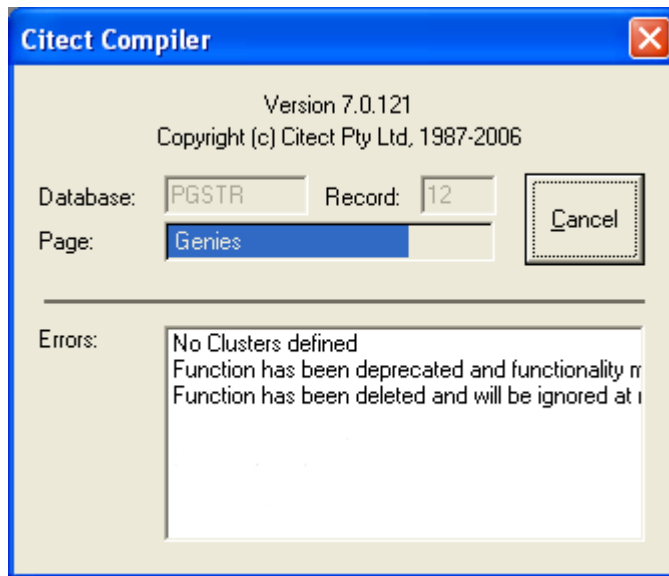 Citect Compiler
Version 7.0.121
Copyright (c) Citect Pty Ltd, 1987-2006
Database: PGSTR Record: 12
Cancel
Page: Genies
Errors:
No Clusters defined
Function has been deprecated and functionality
Function has been deleted and will be ignored at